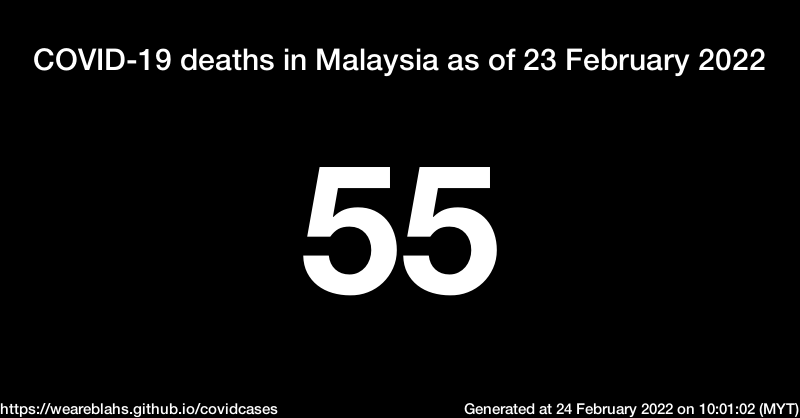 COVID-19 deaths in Malaysia as of 23 February 2022
55
https://weareblahs.github.io/covidcases
Generated at 24 February 2022 on 10:01:02 (MYT)